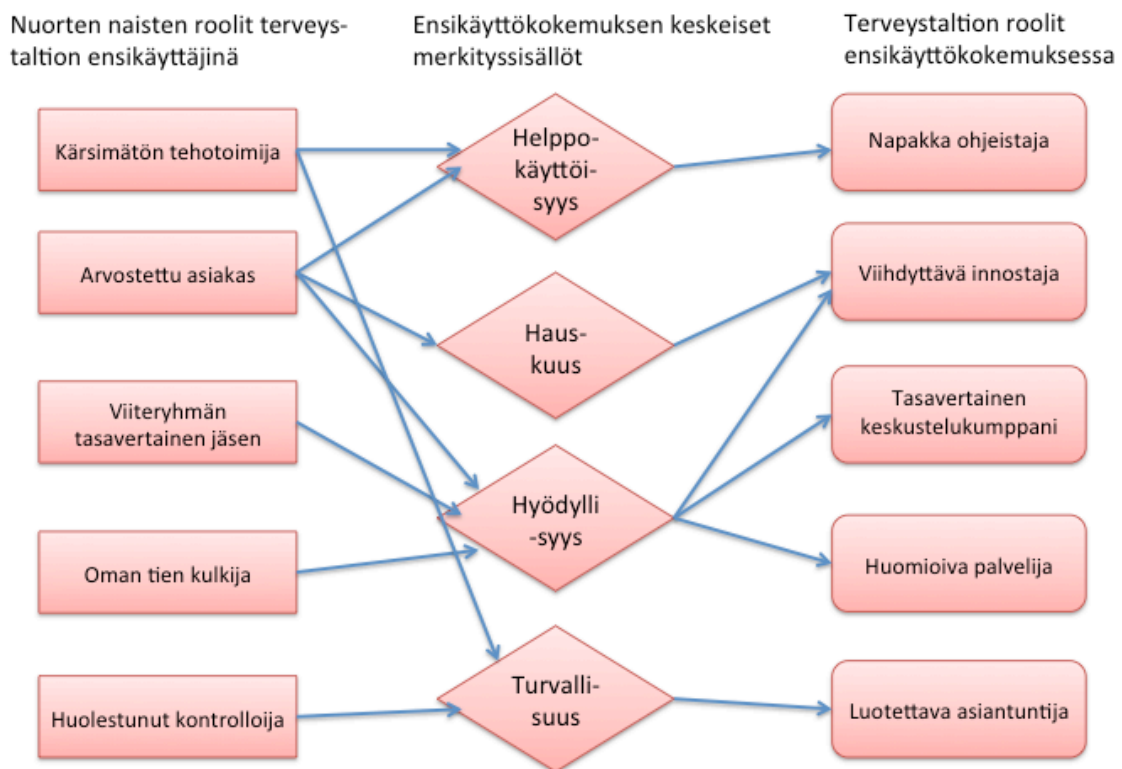 Nuorten naisten roolit terveys-
taltion ensikäyttäjinä
Ensikäyttökokemuksen keskeiset
merkityssisällöt
Terveystaltion roolit
ensikäyttökokemuksessa
Kärsimätön tehotoimija
Arvostettu asiakas
Viiteryhmän
tasavertainen jäsen
Oman tien kulkija
Huolestunut kontrolloija
Helppo-
käyttöi-
syys
Haus-
kuus
Hyödylli
-syys
Turvalli-
suus
Napakka ohjeistaja
Viihdyttävä innostaja
Tasavertainen
keskustelukumppani
Huomioiva palvelija
Luotettava asiantuntija